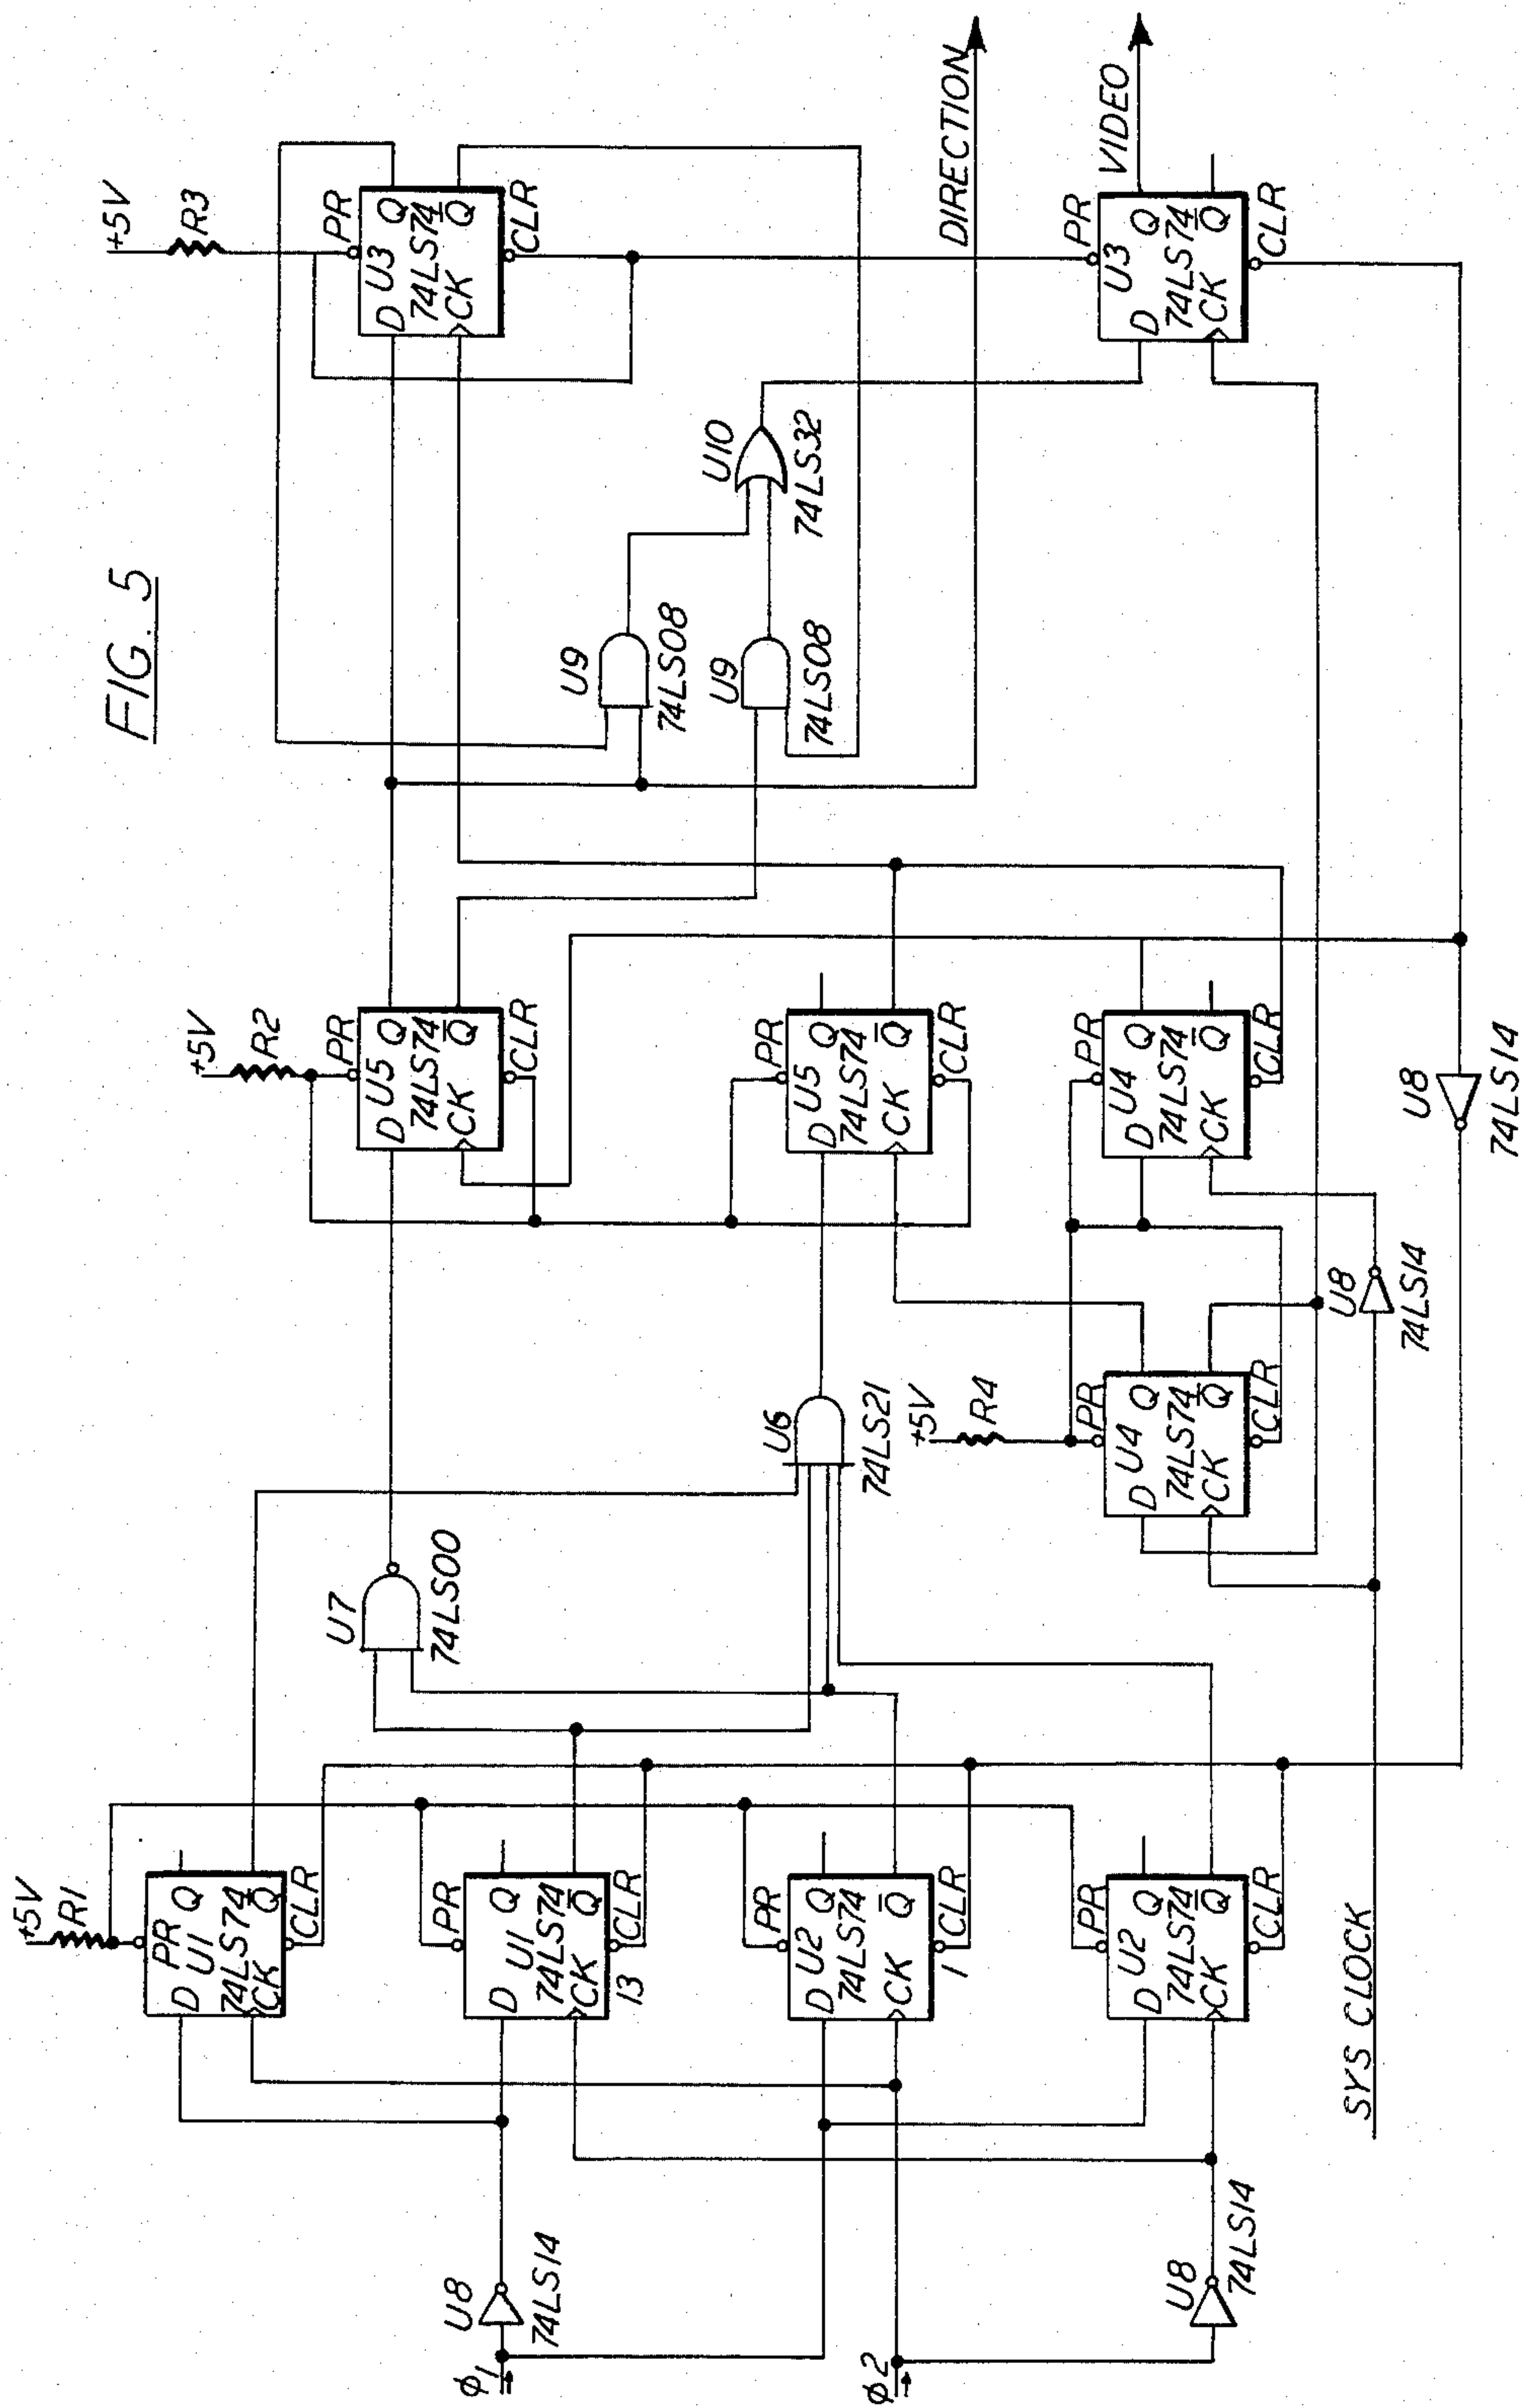 FIG. 5
+5V
R1
PR
D
Q
U1
74LS74
CK
Q
CLR
PR
D
Q
U1
74LS74
CK
Q
CLR
13
PR
D
Q
U2
74LS74
CK
Q
CLR
1
PR
D
Q
U2
74LS74
CK
Q
CLR
ϕ1
U8
74LS14
ϕ2
U8
74LS14
SYS CLOCK
U7
74LS00
U6
74LS21
+5V
R4
PR
D
Q
U4
74LS74
CK
Q
CLR
U8
74LS14
+5V
R2
PR
D
Q
U5
74LS74
CK
Q
CLR
PR
D
Q
U5
74LS74
CK
Q
CLR
PR
D
Q
U4
74LS74
CK
Q
CLR
U8
74LS14
U9
74LS08
U9
74LS08
U10
74LS32
+5V
R3
PR
D
Q
U3
74LS74
CK
Q
CLR
DIRECTION
PR
D
Q
U3
74LS74
CK
Q
CLR
VIDEO